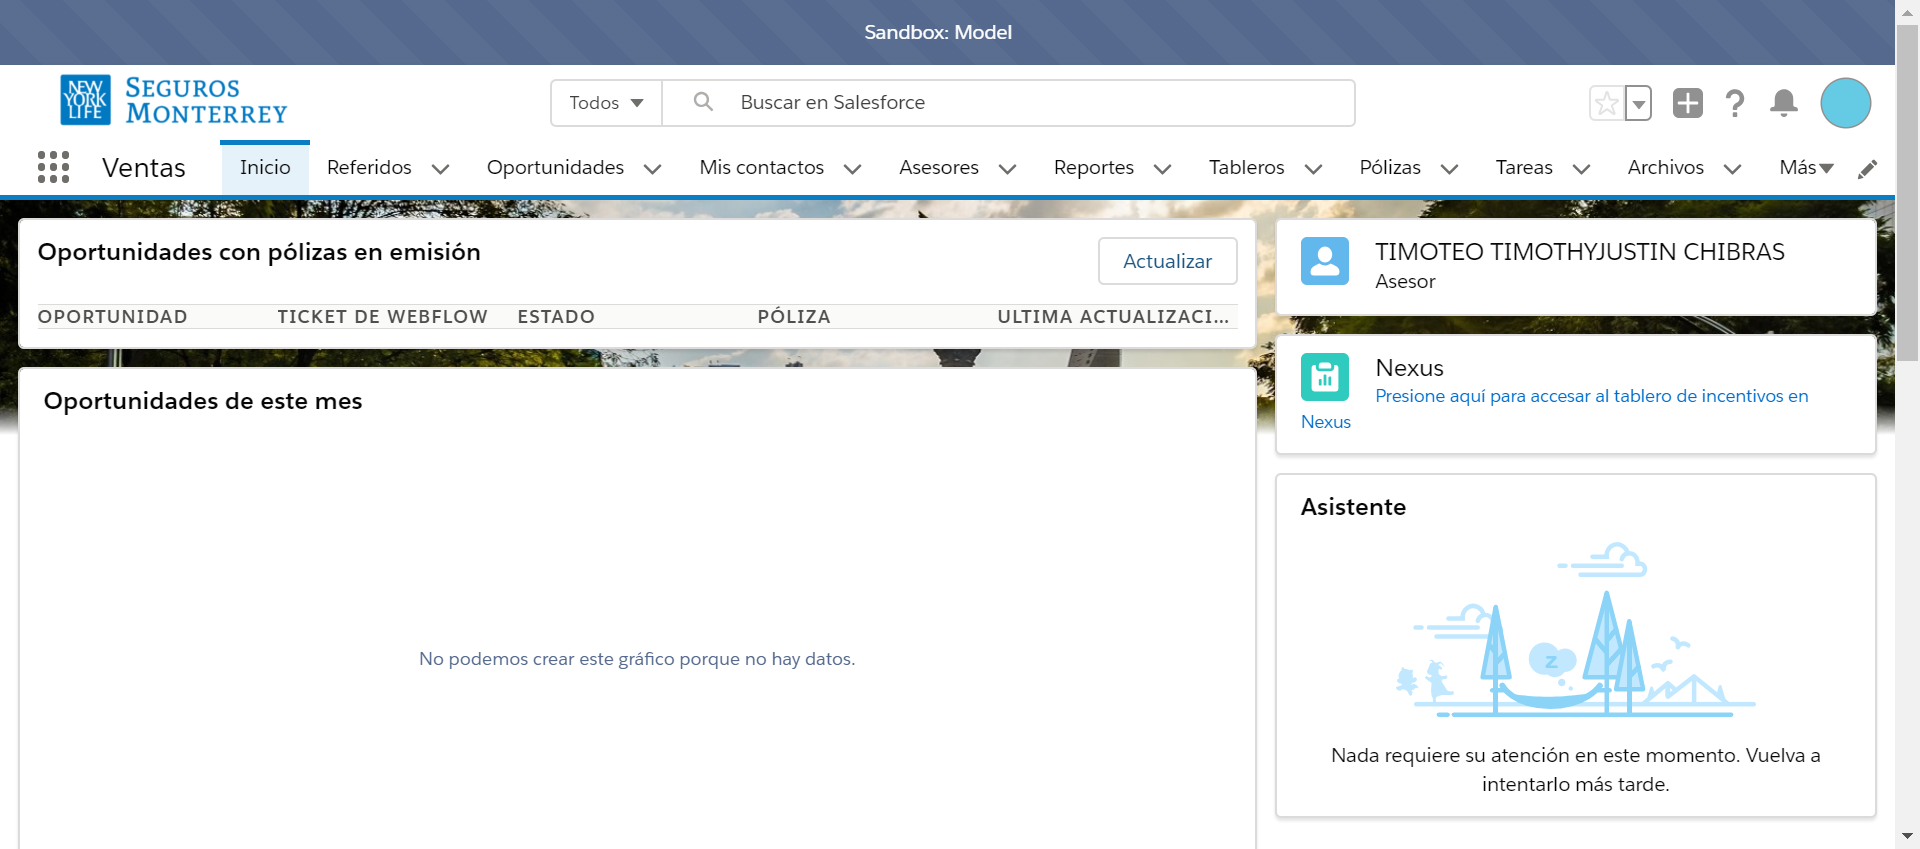 Sandbox: Model
NEW YORK LIFE
SEGUROS MONTERREY
Todos
Buscar en Salesforce
Ventas
Inicio
Referidos
Oportunidades
Mis contactos
Asesores
Reportes
Tableros
Pólizas
Tareas
Archivos
Más
Oportunidades con pólizas en emisión
Actualizar
OPORTUNIDAD
TICKET DE WEBFLOW
ESTADO
PÓLIZA
ULTIMA ACTUALIZACI...
Oportunidades de este mes
No podemos crear este gráfico porque no hay datos.
TIMOTEO TIMOTHYJUSTIN CHIBRAS
Asesor
Nexus
Presione aquí para accesar al tablero de incentivos en
Nexus
Asistente
z
Nada requiere su atención en este momento. Vuelva a
intentarlo más tarde.